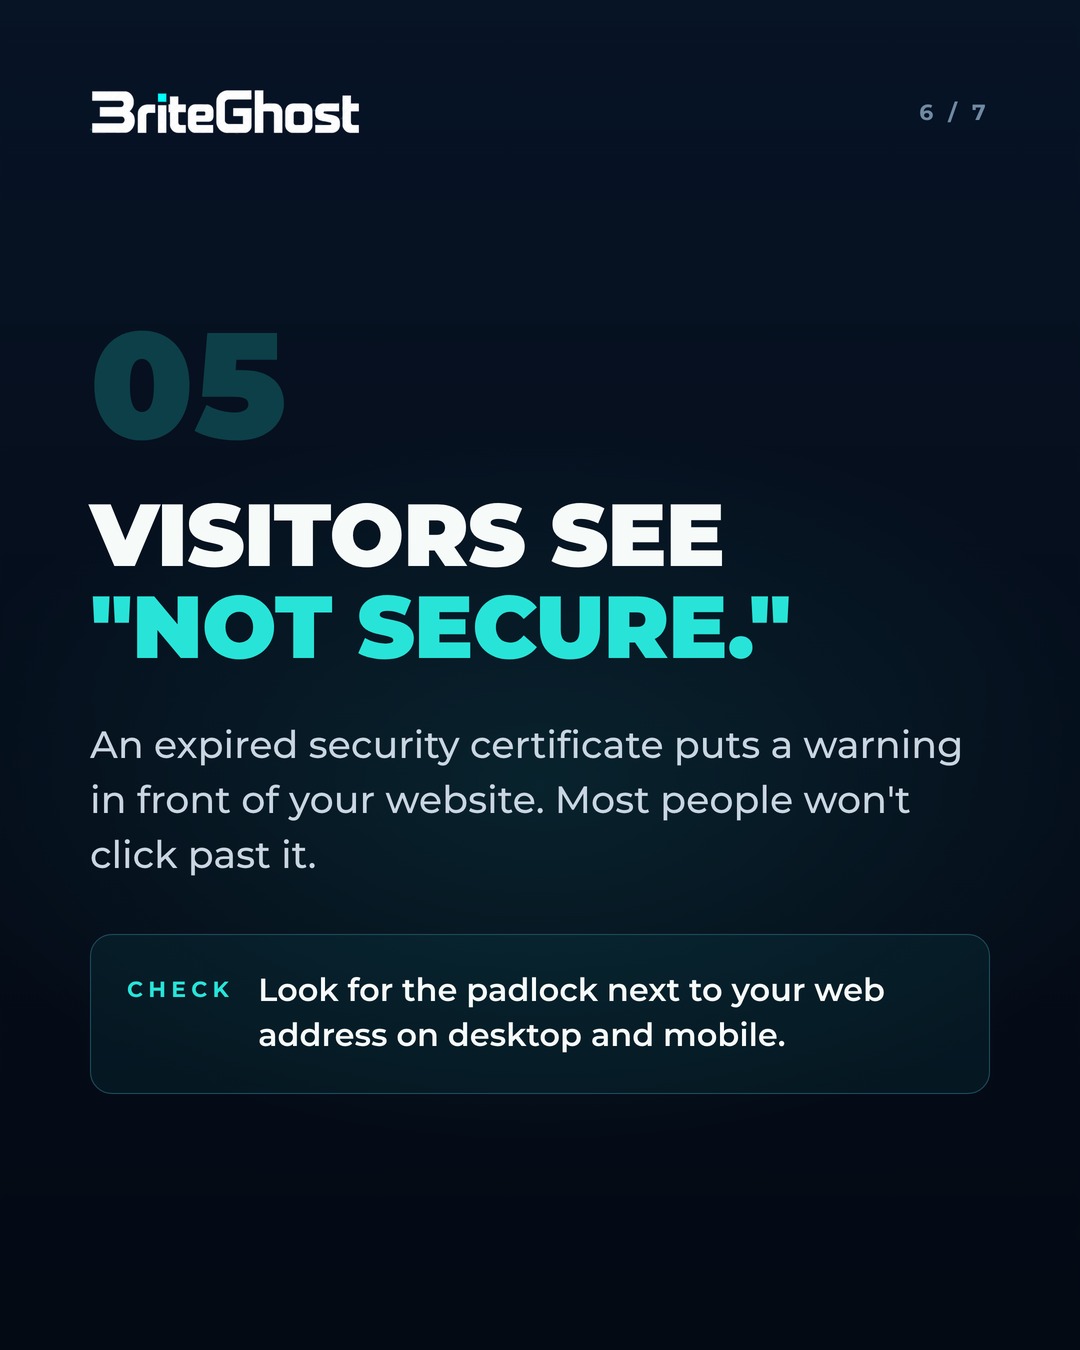 BriteGhost
6 / 7
05
VISITORS SEE
"NOT SECURE."
An expired security certificate puts a warning
in front of your website. Most people won't
click past it.
CHECK Look for the padlock next to your web
address on desktop and mobile.